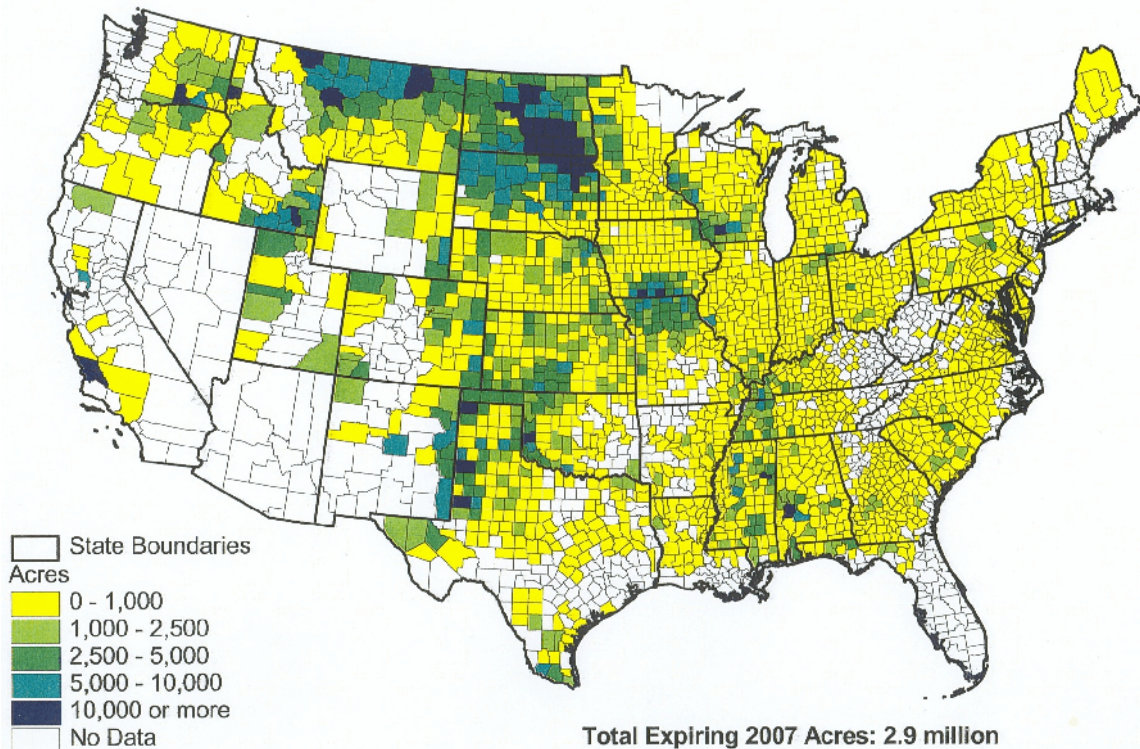 State Boundaries
Acres
0 - 1,000
1,000 - 2,500
2,500 - 5,000
5,000 - 10,000
10,000 or more
No Data
Total Expiring 2007 Acres: 2.9 million